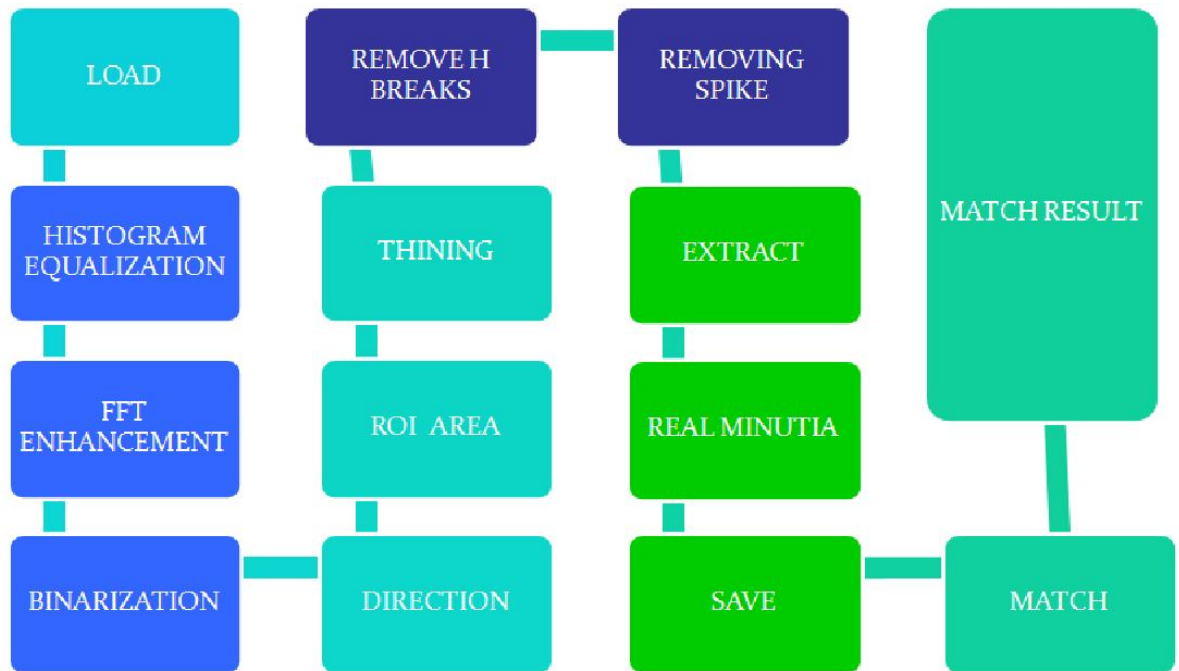 LOAD
HISTOGRAM
EQUALIZATION
FFT
ENHANCEMENT
BINARIZATION
DIRECTION
ROI AREA
THINING
REMOVE H
BREAKS
REMOVING
SPIKE
EXTRACT
REAL MINUTIA
SAVE
MATCH
MATCH RESULT